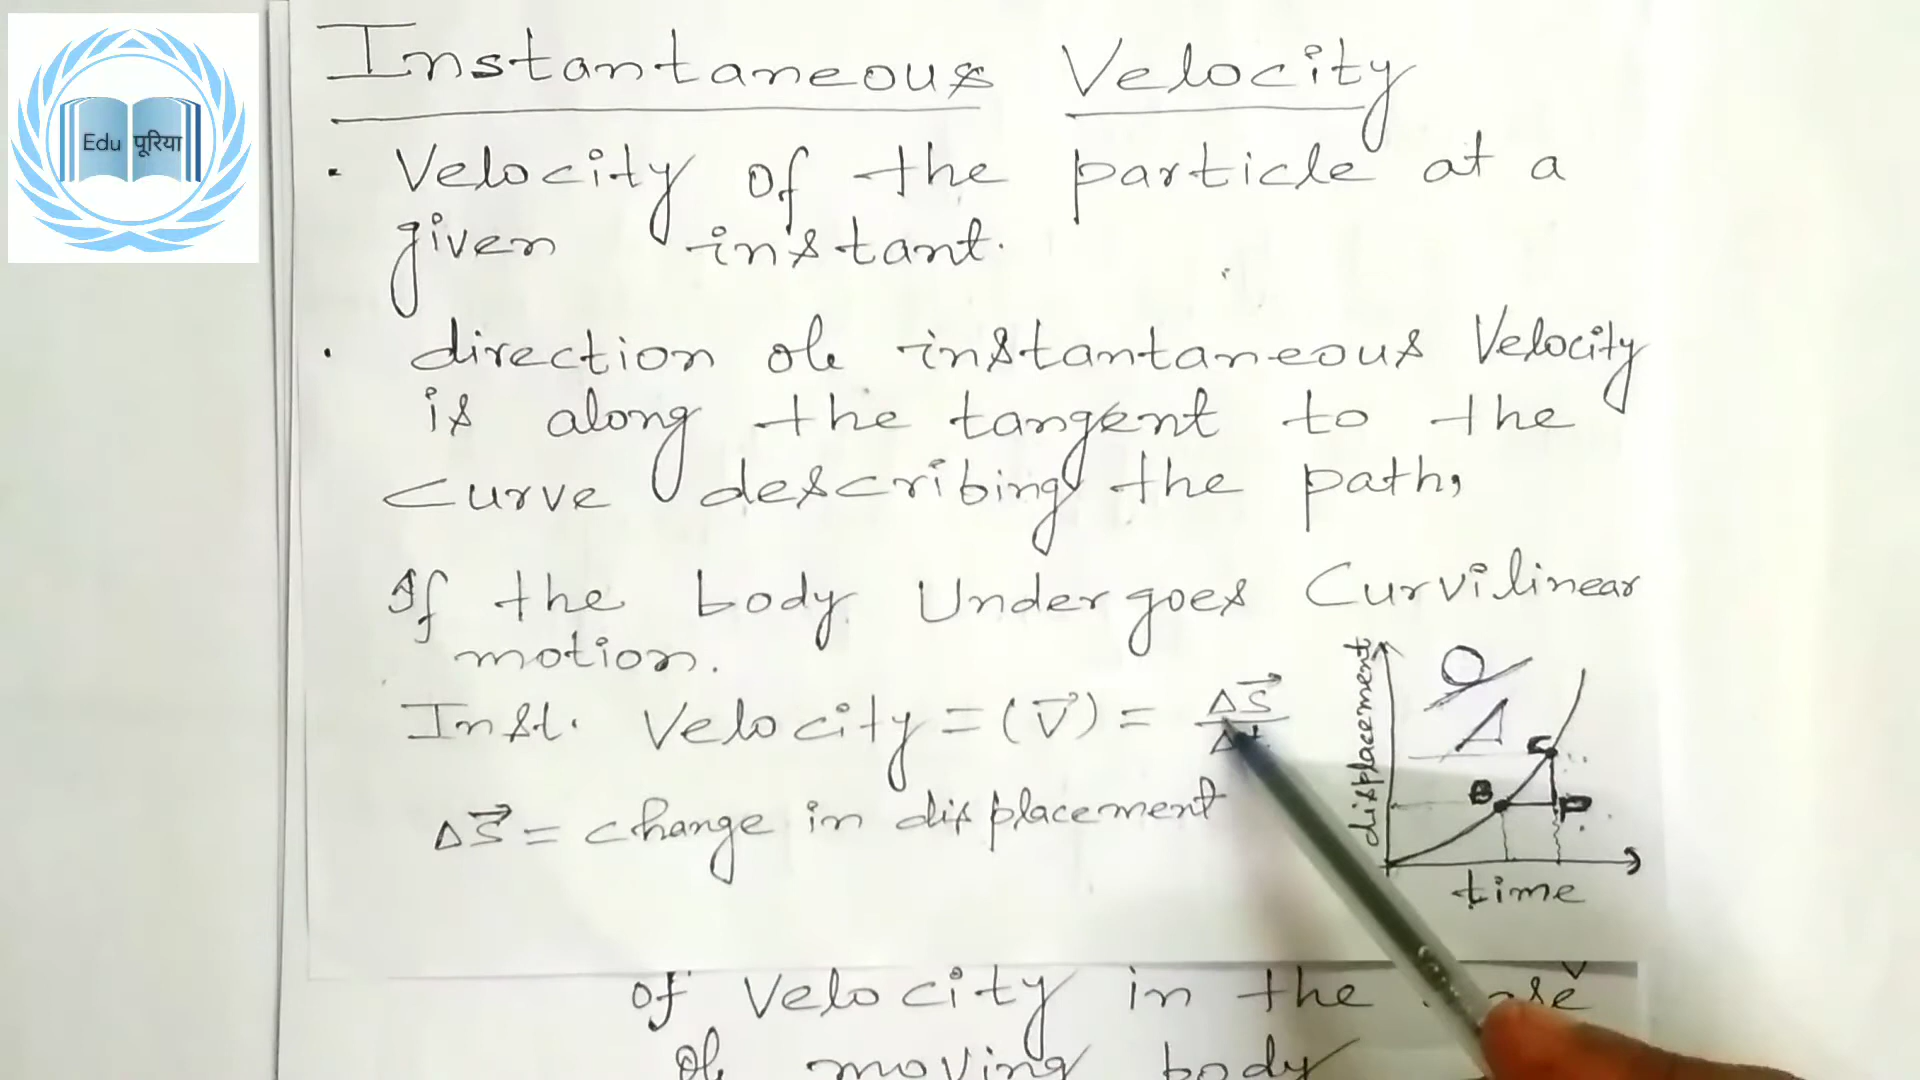 Edu पूरिया
Instantaneous Velocity
• Velocity of the particle at a
given instant.
• direction of instantaneous Velocity
is along the tangent to the
curve describing the path,
If the body Undergoes Curvilinear
motion.
Inst. Velocity = (V⃗) = ΔS⃗/Δt
ΔS⃗ = change in displacement
displacement
A
C
B
P
time
of Velocity in the
of moving body